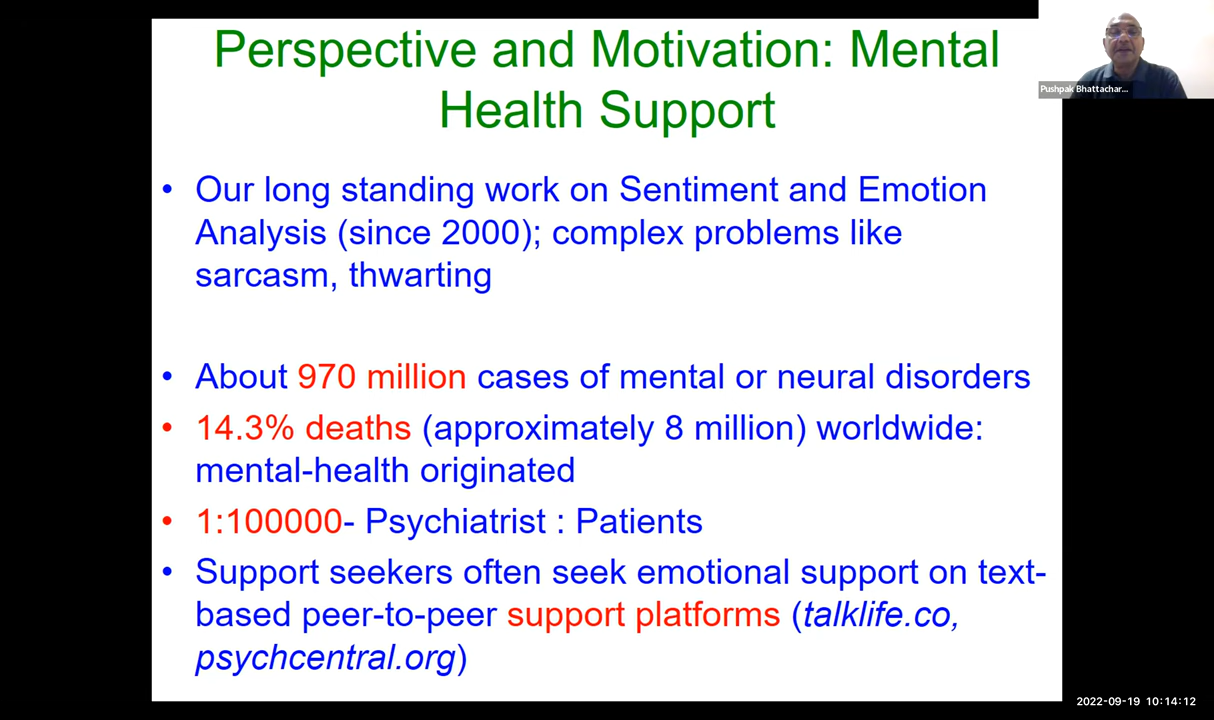 Perspective and Motivation: Mental
Health Support
Pushpak Bhattachar...
• Our long standing work on Sentiment and Emotion
Analysis (since 2000); complex problems like
sarcasm, thwarting
• About 970 million cases of mental or neural disorders
• 14.3% deaths (approximately 8 million) worldwide:
mental-health originated
• 1:100000- Psychiatrist : Patients
• Support seekers often seek emotional support on text-
based peer-to-peer support platforms (talklife.co,
psychcentral.org)
2022-09-19 10:14:12